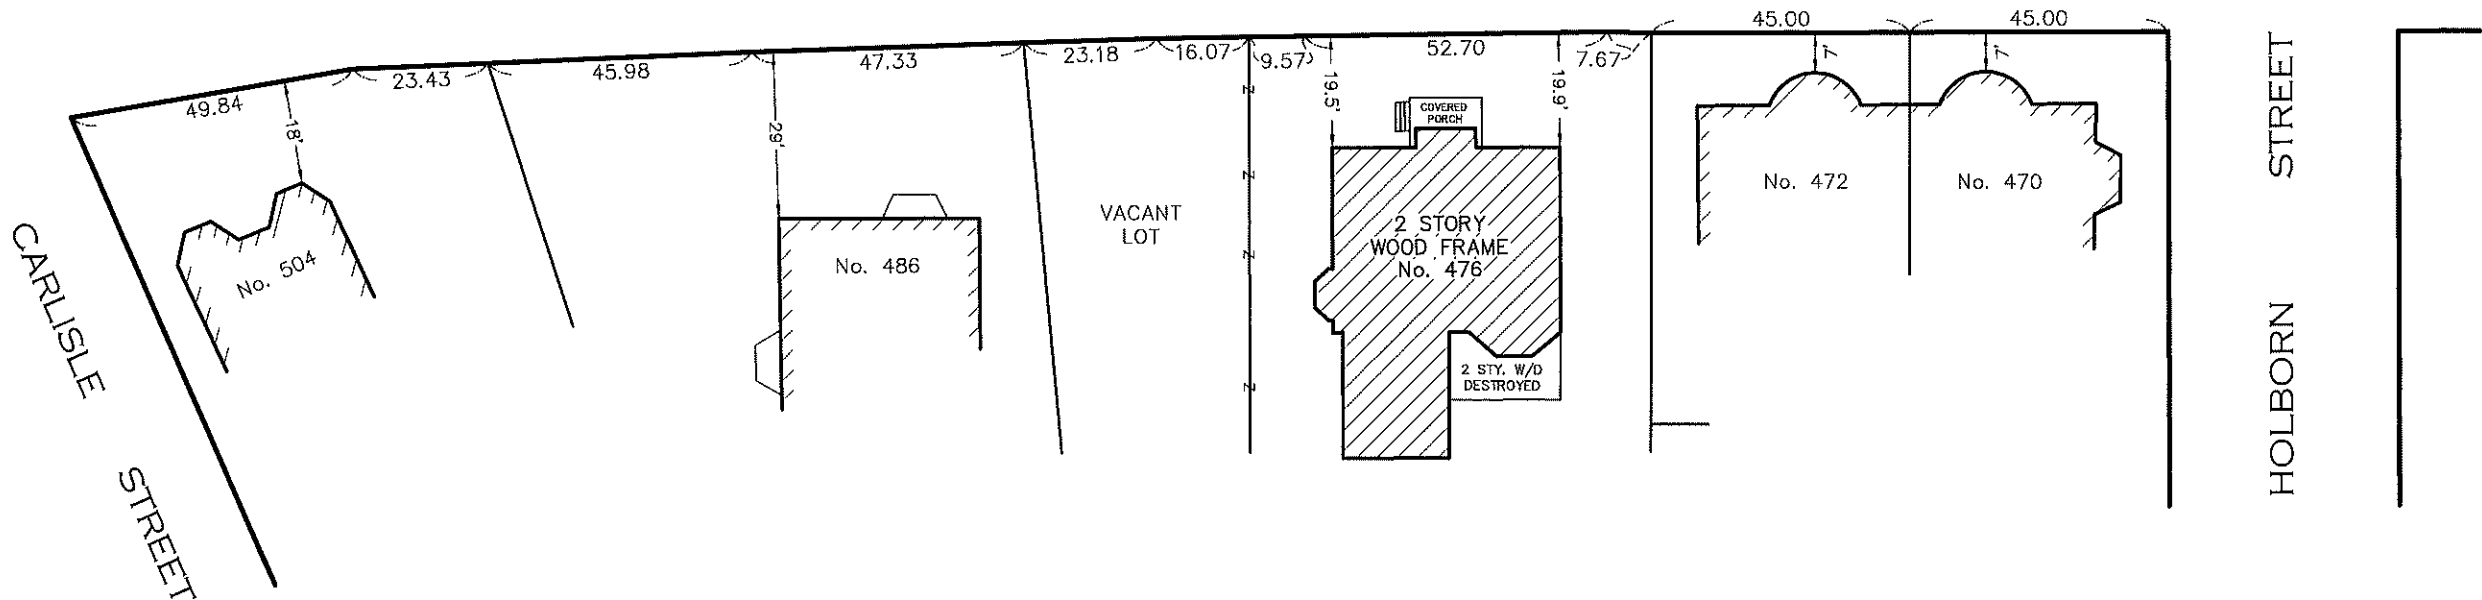 45.00
45.00
49.84
23.43
45.98
47.33
23.18
16.07
9.57
52.70
7.67
18'
29'
19.5'
19.9'
7'
7'
COVERED
PORCH
No. 504
No. 486
VACANT
LOT
2 STORY
WOOD FRAME
No. 476
2 STY. W/D
DESTROYED
No. 472
No. 470
CARLISLE STREET
HOLBORN STREET